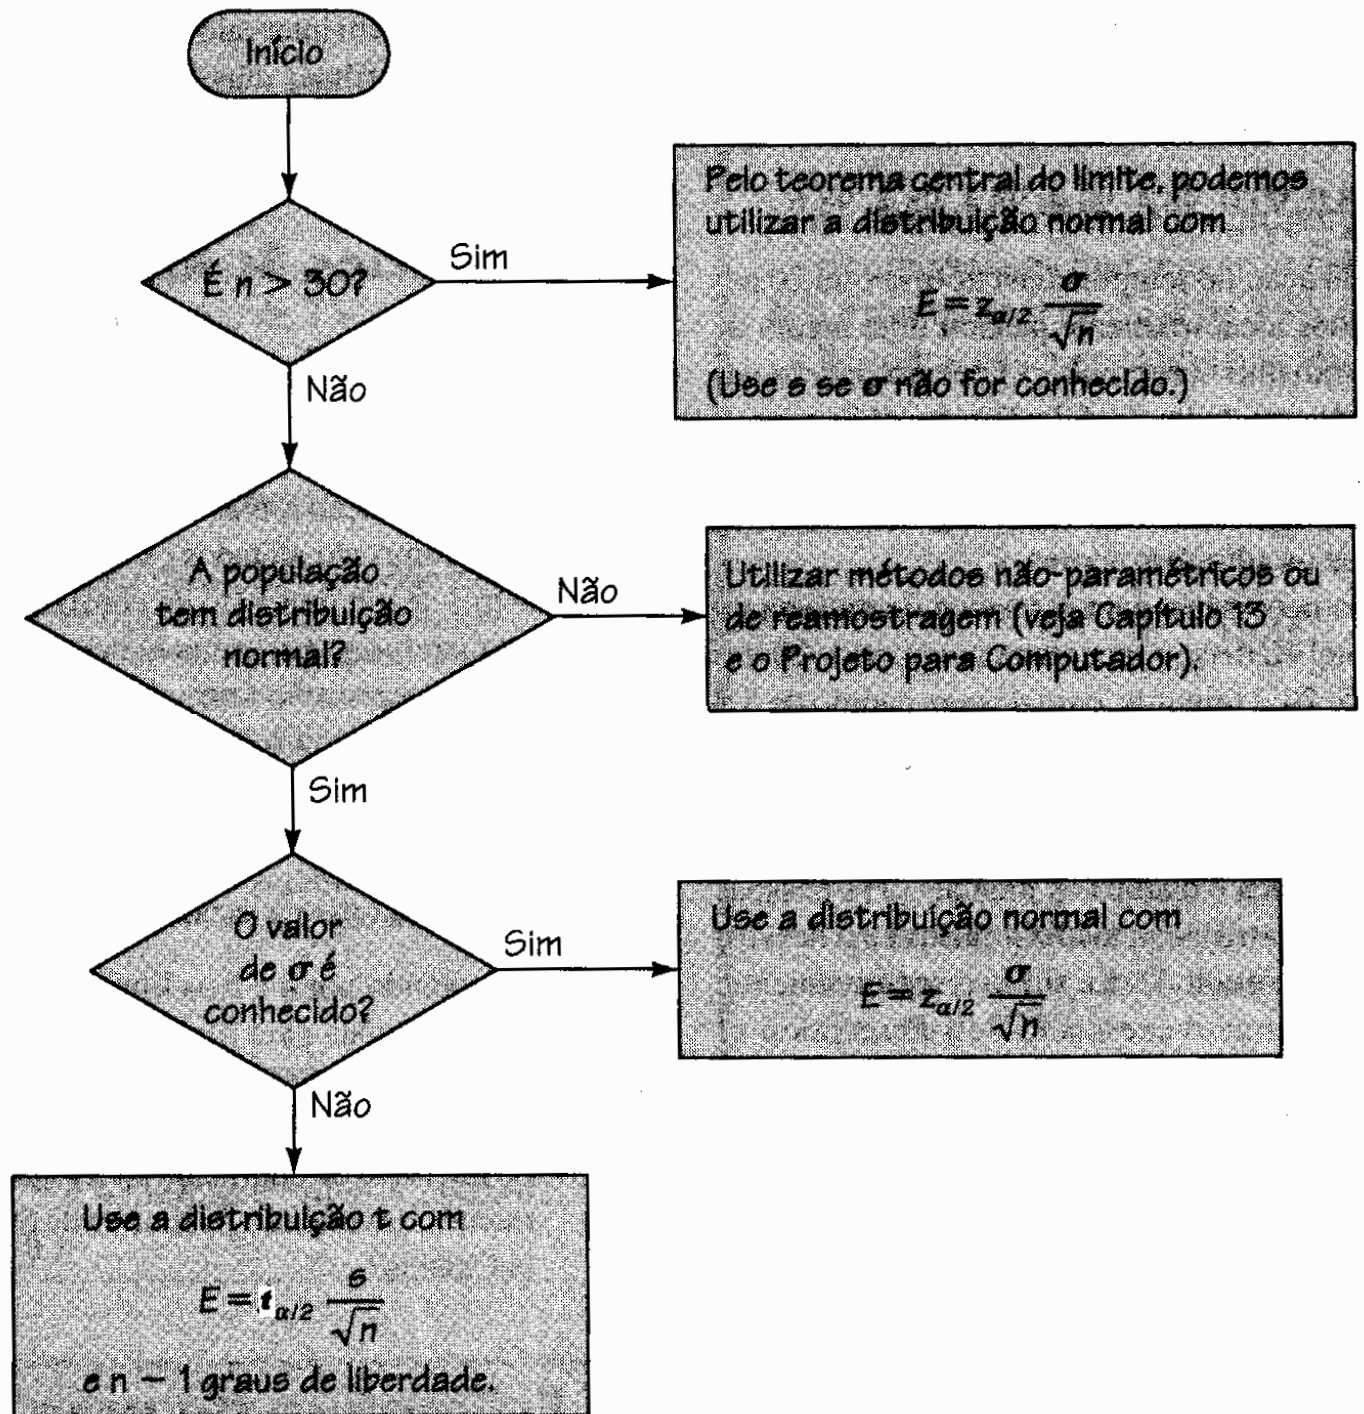 Início
É n > 30?
Sim
Pelo teorema central do limite, podemos
utilizar a distribuição normal com
E = z_{α/2} σ/√n
(Use s se σ não for conhecido.)
Não
A população
tem distribuição
normal?
Não
Utilizar métodos não-paramétricos ou
de reamostragem (veja Capítulo 13
e o Projeto para Computador).
Sim
O valor
de σ é
conhecido?
Sim
Use a distribuição normal com
E = z_{α/2} σ/√n
Não
Use a distribuição t com
E = t_{α/2} s/√n
e n − 1 graus de liberdade.